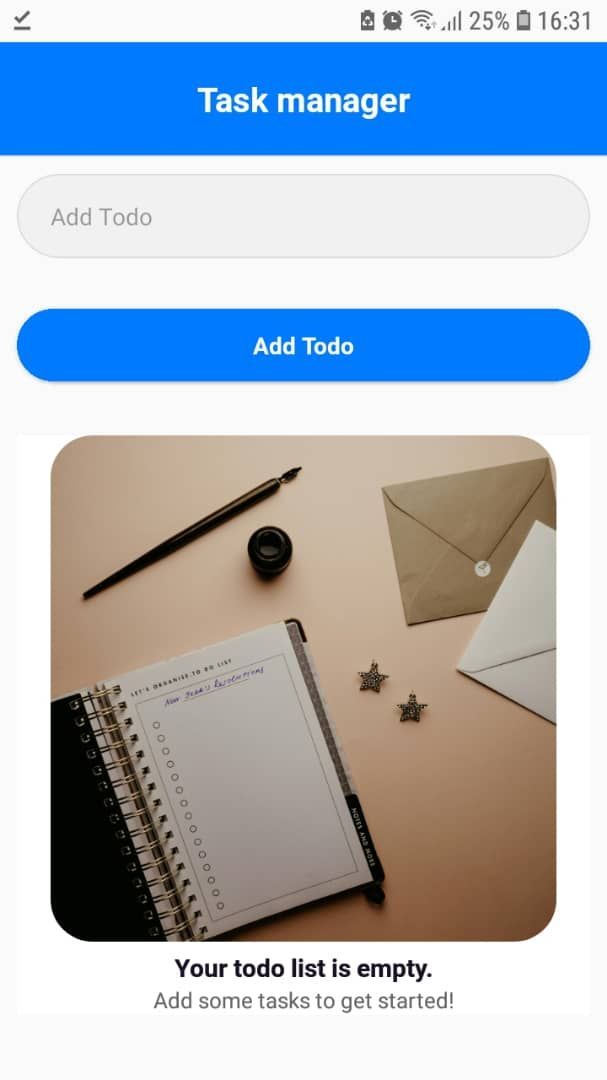 25% 16:31
Task manager
Add Todo
Add Todo
LET'S ORGANISE.TO DO LIST
New Year's Resolutions
NOTES AND MORE
Your todo list is empty.
Add some tasks to get started!